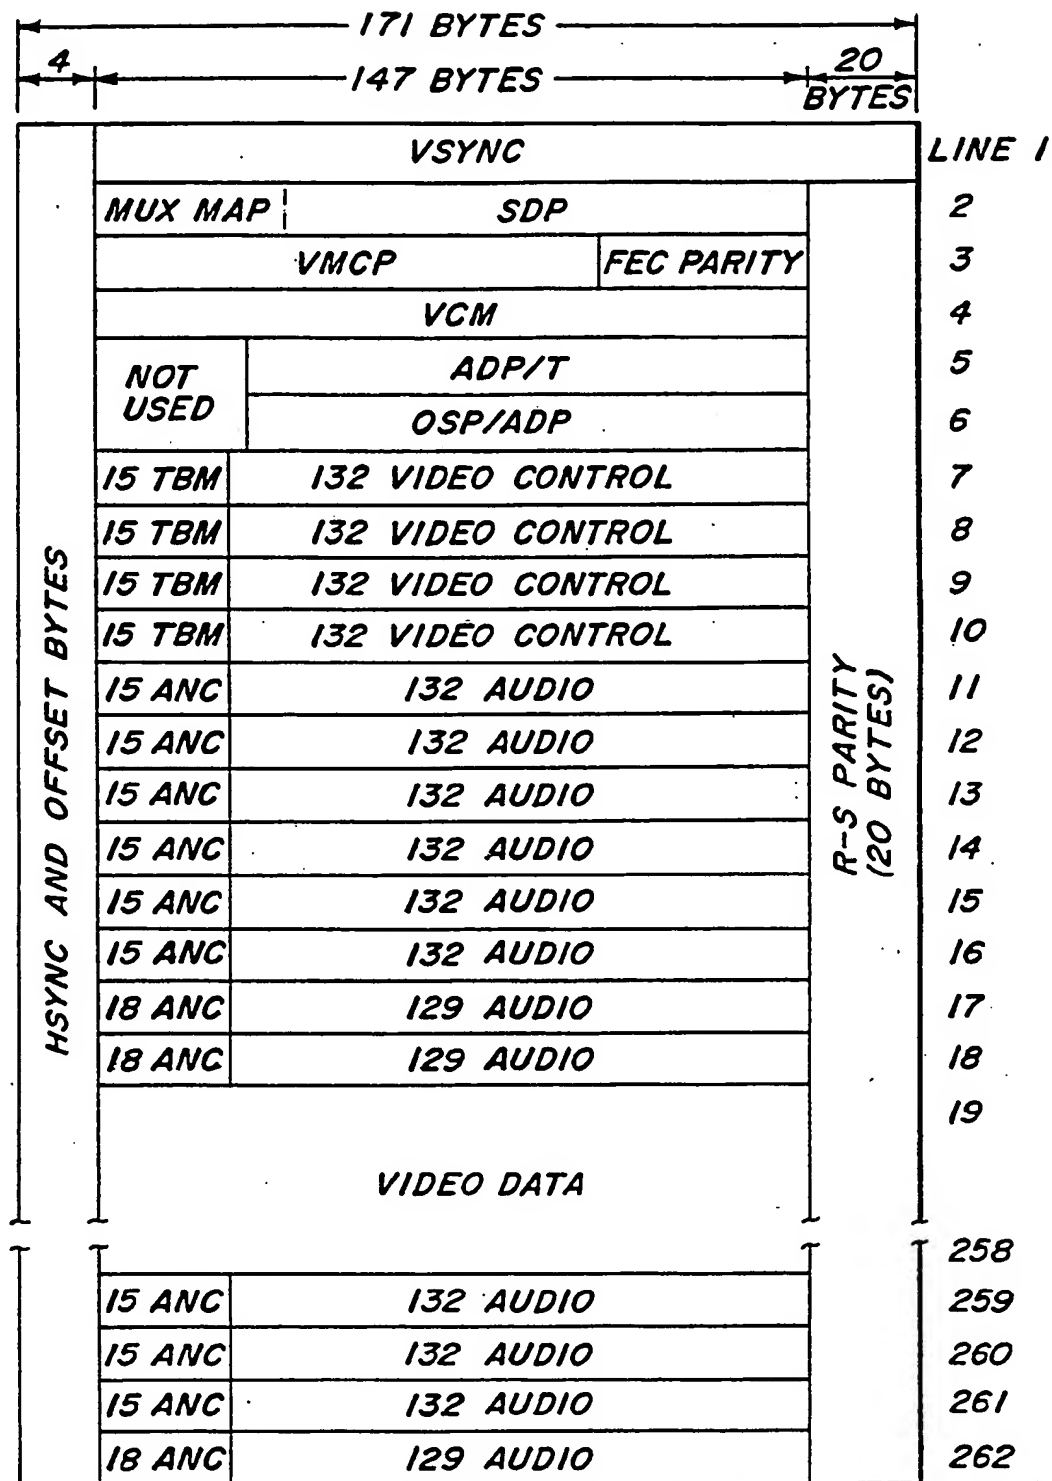 171 BYTES
4 147 BYTES 20 BYTES
VSYNC LINE 1
MUX MAP SDP 2
VMCP FEC PARITY 3
VCM 4
NOT USED
ADP/T 5
OSP/ADP 6
15 TBM 132 VIDEO CONTROL 7
15 TBM 132 VIDEO CONTROL 8
15 TBM 132 VIDEO CONTROL 9
15 TBM 132 VIDEO CONTROL 10
15 ANC 132 AUDIO 11
15 ANC 132 AUDIO 12
15 ANC 132 AUDIO 13
15 ANC 132 AUDIO 14
15 ANC 132 AUDIO 15
15 ANC 132 AUDIO 16
18 ANC 129 AUDIO 17
18 ANC 129 AUDIO 18
19
VIDEO DATA
258
15 ANC 132 AUDIO 259
15 ANC 132 AUDIO 260
15 ANC 132 AUDIO 261
18 ANC 129 AUDIO 262
HSYNC AND OFFSET BYTES
R-S PARITY
(20 BYTES)